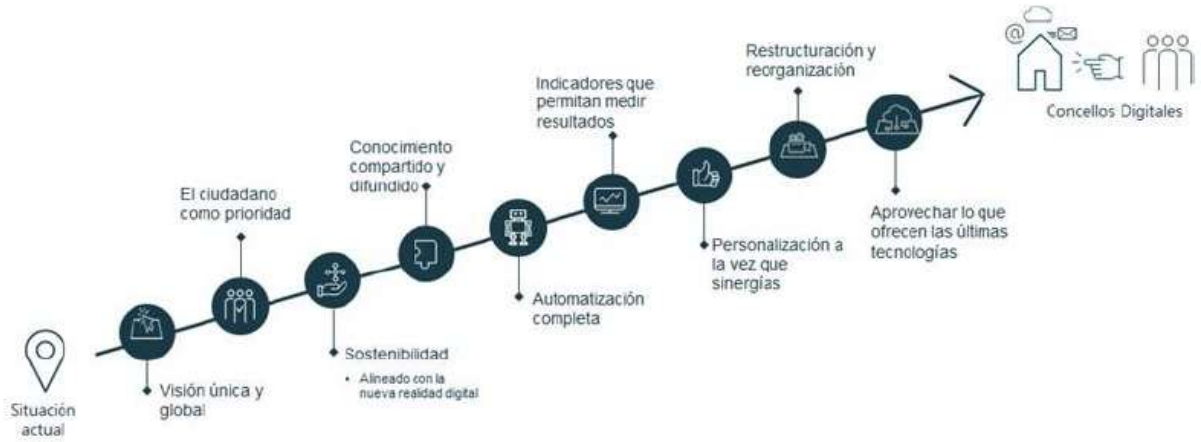 Situación
actual
Visión única y
global
El ciudadano
como prioridad
Sostenibilidad
• Alineado con la
nueva realidad digital
Conocimiento
compartido y
difundido
Automatización
completa
Indicadores que
permitan medir
resultados
Personalización a
la vez que
sinergías
Restructuración y
reorganización
Aprovechar lo que
ofrecen las últimas
tecnologías
@
Concellos Digitales